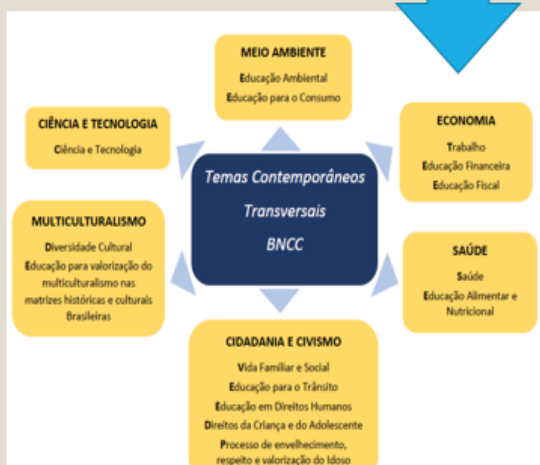 MEIO AMBIENTE
Educação Ambiental
Educação para o Consumo
CIÊNCIA E TECNOLOGIA
Ciência e Tecnologia
ECONOMIA
Trabalho
Educação Financeira
Educação Fiscal
Temas Contemporâneos
Transversais
BNCC
MULTICULTURALISMO
Diversidade Cultural
Educação para valorização do
multiculturalismo nas
matrizes históricas e culturais
Brasileiras
SAÚDE
Saúde
Educação Alimentar e
Nutricional
CIDADANIA E CIVISMO
Vida Familiar e Social
Educação para o Trânsito
Educação em Direitos Humanos
Direitos da Criança e do Adolescente
Processo de envelhecimento,
respeito e valorização do Idoso